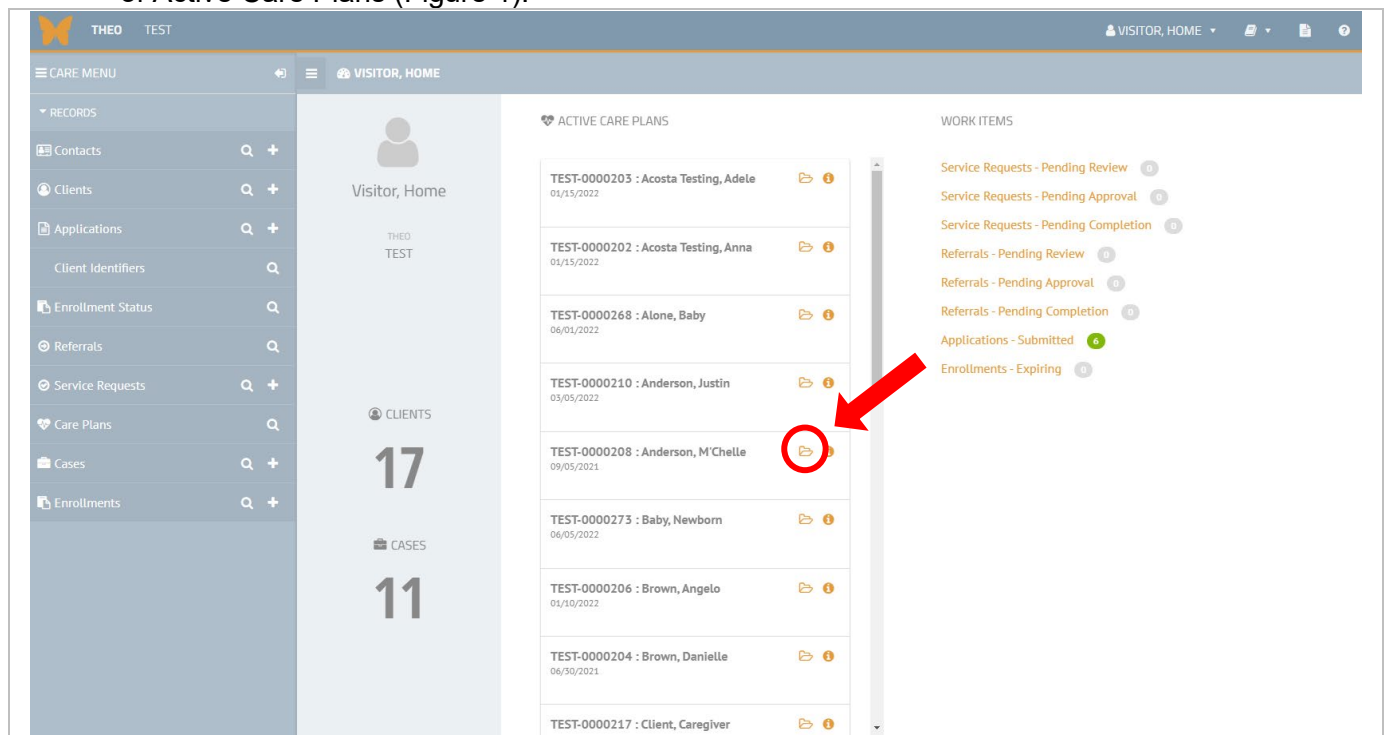 of Active Care Plans (Figure 1).
THEO TEST
VISITOR, HOME
CARE MENU
VISITOR, HOME
RECORDS
Contacts
Clients
Applications
Client Identifiers
Enrollment Status
Referrals
Service Requests
Care Plans
Cases
Enrollments
Visitor, Home
THEO
TEST
CLIENTS
17
CASES
11
ACTIVE CARE PLANS
TEST-0000203 : Acosta Testing, Adele
01/15/2022
TEST-0000202 : Acosta Testing, Anna
01/15/2022
TEST-0000268 : Alone, Baby
06/01/2022
TEST-0000210 : Anderson, Justin
03/05/2022
TEST-0000208 : Anderson, M'Chelle
09/05/2021
TEST-0000273 : Baby, Newborn
06/05/2022
TEST-0000206 : Brown, Angelo
01/10/2022
TEST-0000204 : Brown, Danielle
06/30/2021
TEST-0000217 : Client, Caregiver
WORK ITEMS
Service Requests - Pending Review 0
Service Requests - Pending Approval 0
Service Requests - Pending Completion 0
Referrals - Pending Review 0
Referrals - Pending Approval 0
Referrals - Pending Completion 0
Applications - Submitted 6
Enrollments - Expiring 0